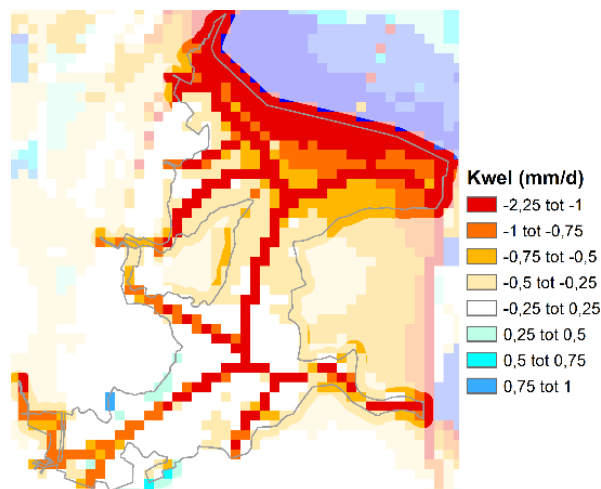 Kwel (mm/d)
-2,25 tot -1
-1 tot -0,75
-0,75 tot -0,5
-0,5 tot -0,25
-0,25 tot 0,25
0,25 tot 0,5
0,5 tot 0,75
0,75 tot 1